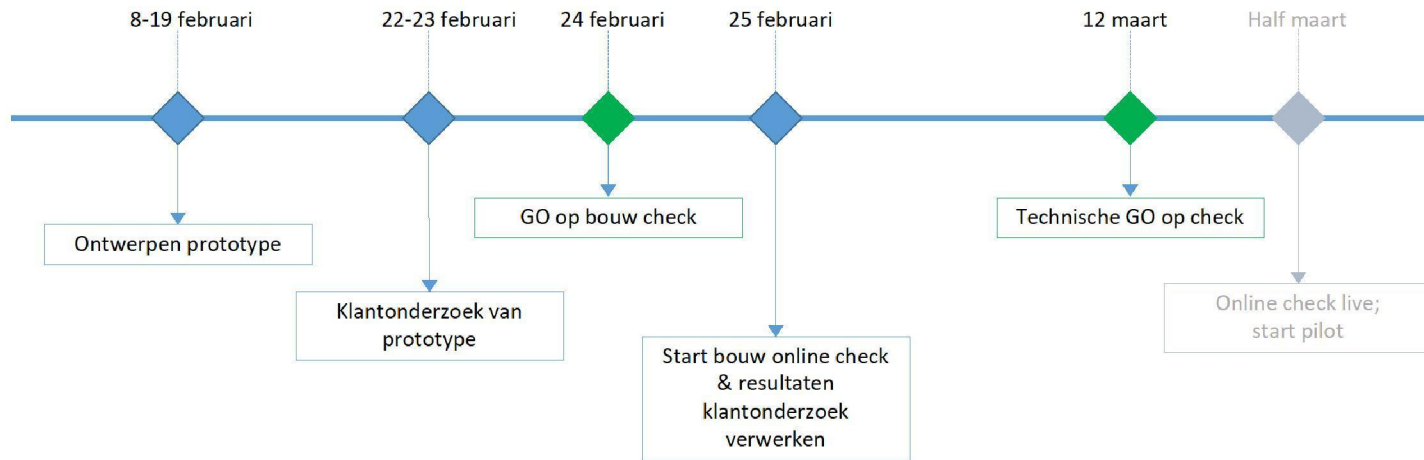 8-19 februari
22-23 februari
24 februari
25 februari
12 maart
Half maart
Ontwerpen prototype
Klantonderzoek van
prototype
GO op bouw check
Start bouw online check
& resultaten
klantonderzoek
verwerken
Technische GO op check
Online check live;
start pilot